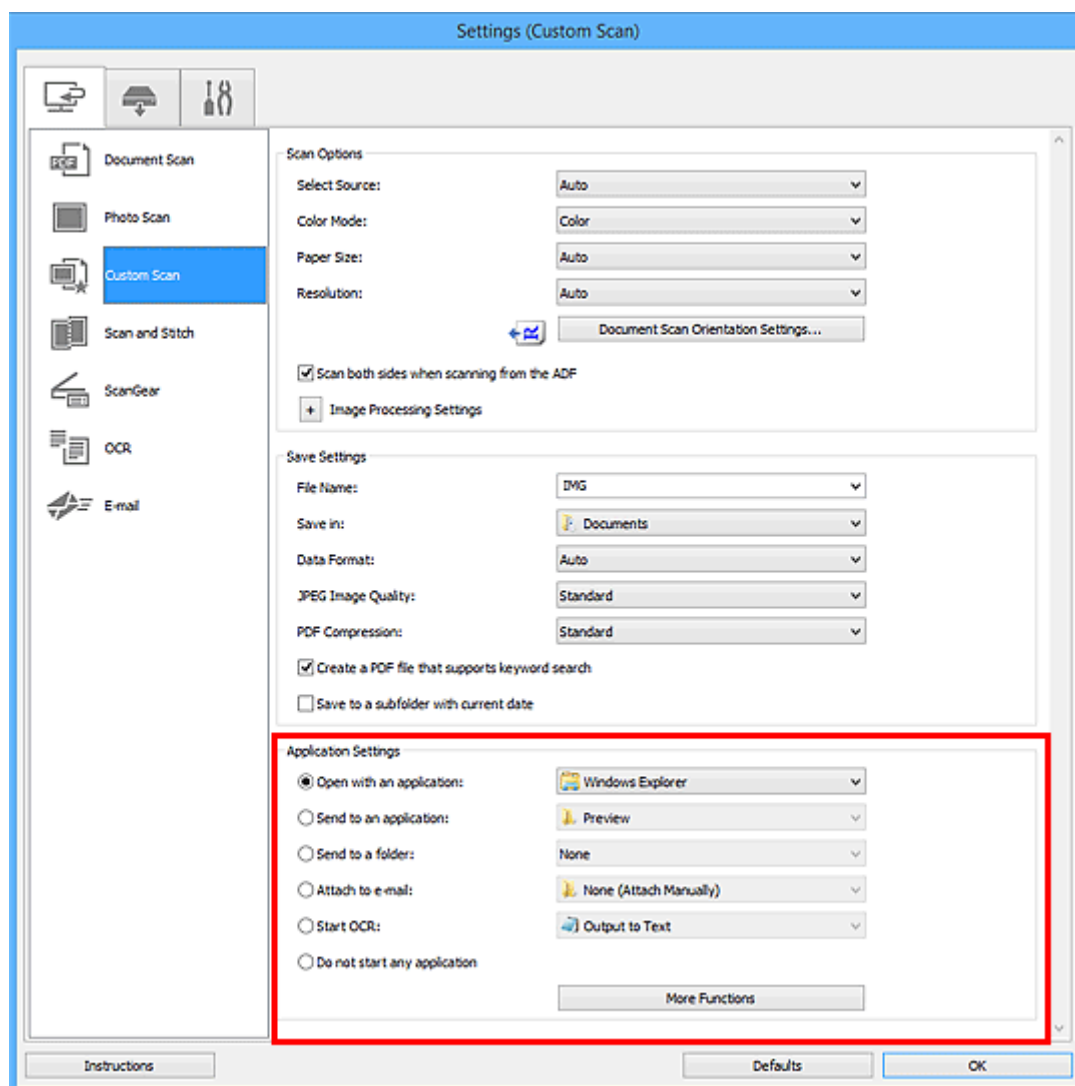 Settings (Custom Scan)
PDF
Document Scan
Photo Scan
Custom Scan
Scan and Stitch
ScanGear
OCR
E-mail
Scan Options
Select Source: Auto
Color Mode: Color
Paper Size: Auto
Resolution: Auto
R Document Scan Orientation Settings...
Scan both sides when scanning from the ADF
+ Image Processing Settings
Save Settings
File Name: IMG
Save in: Documents
Data Format: Auto
JPEG Image Quality: Standard
PDF Compression: Standard
Create a PDF file that supports keyword search
Save to a subfolder with current date
Application Settings
Open with an application: Windows Explorer
Send to an application: Preview
Send to a folder: None
Attach to e-mail: None (Attach Manually)
Start OCR: Output to Text
Do not start any application
More Functions
Instructions Defaults OK